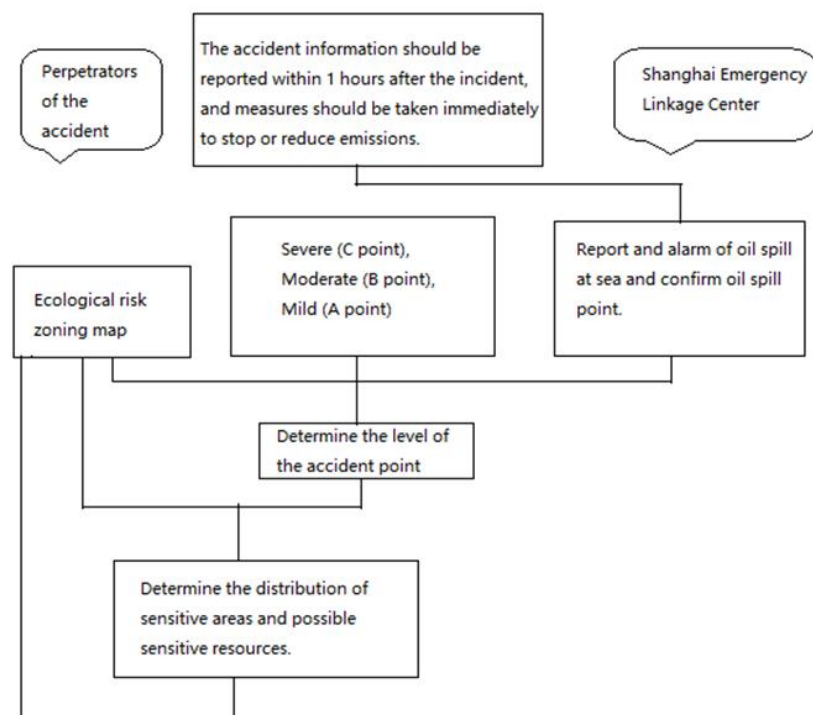 Perpetrators
of the
accident
The accident information should be
reported within 1 hours after the incident,
and measures should be taken immediately
to stop or reduce emissions.
Shanghai Emergency
Linkage Center
Ecological risk
zoning map
Severe (C point),
Moderate (B point),
Mild (A point)
Report and alarm of oil spill
at sea and confirm oil spill
point.
Determine the level of
the accident point
Determine the distribution of
sensitive areas and possible
sensitive resources.